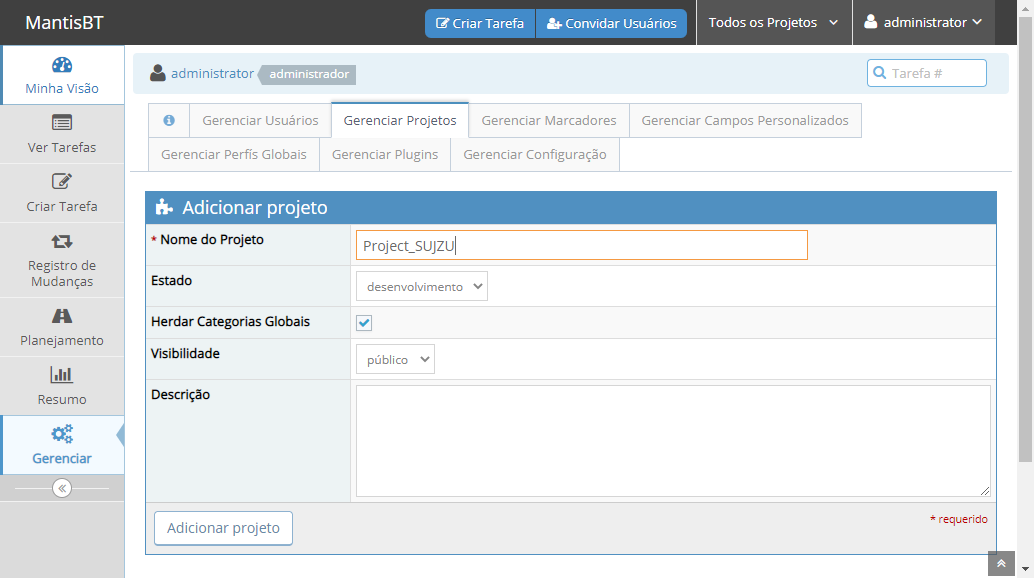 MantisBT
Criar Tarefa
Convidar Usuários
Todos os Projetos
administrator
Minha Visão
Ver Tarefas
Criar Tarefa
Registro de
Mudanças
Planejamento
Resumo
Gerenciar
administrator
administrador
Tarefa #
Gerenciar Usuários
Gerenciar Projetos
Gerenciar Marcadores
Gerenciar Campos Personalizados
Gerenciar Perfís Globais
Gerenciar Plugins
Gerenciar Configuração
Adicionar projeto
* Nome do Projeto
Project_SUJZU
Estado
desenvolvimento
Herdar Categorias Globais
Visibilidade
público
Descrição
Adicionar projeto
* requerido